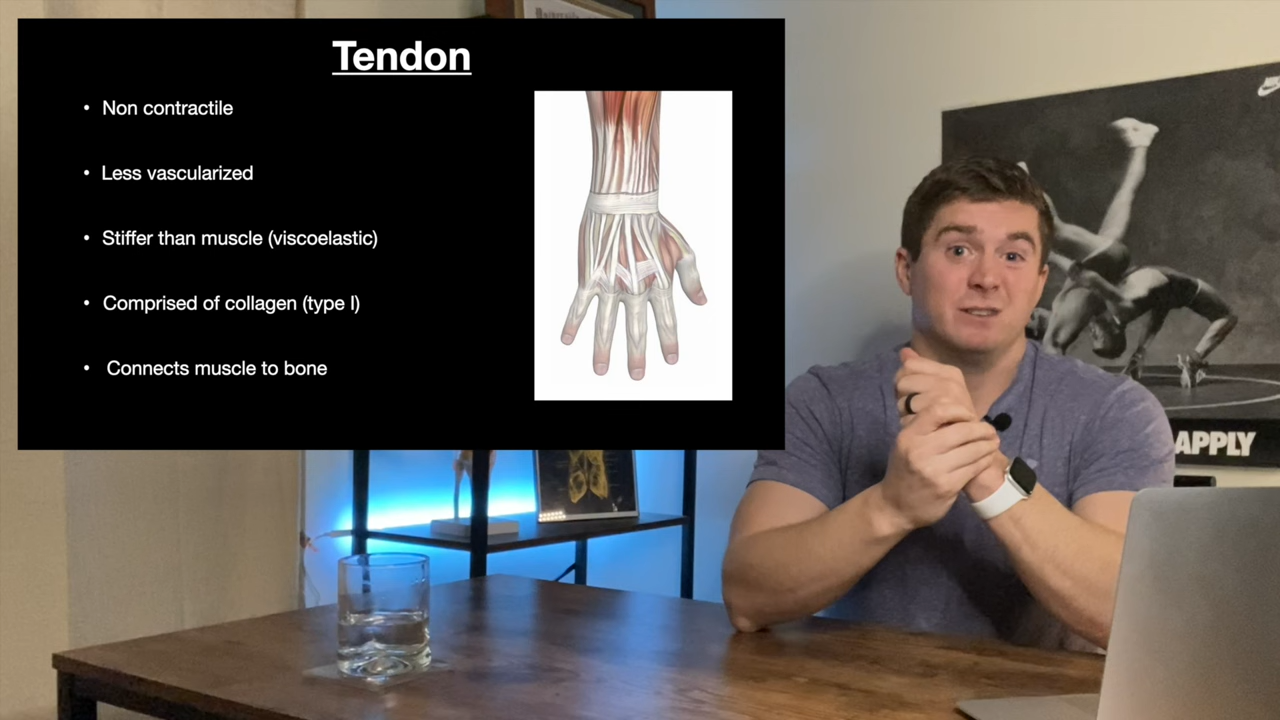 Tendon
• Non contractile
• Less vascularized
• Stiffer than muscle (viscoelastic)
• Comprised of collagen (type I)
• Connects muscle to bone
APPLY